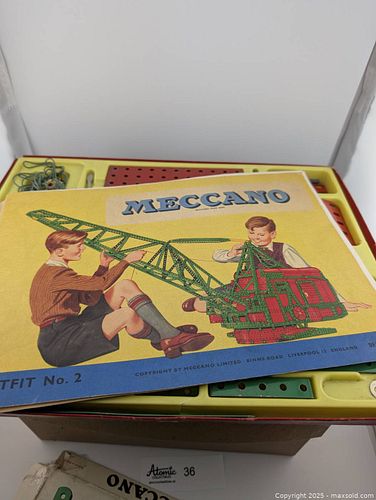 MECCANO
TFIT No. 2
COPYRIGHT BY MECCANO LIMITED BINNS ROAD LIVERPOOL 13 ENGLAND
Atomic
36
CCANO
Copyright 2025 - maxsold.com